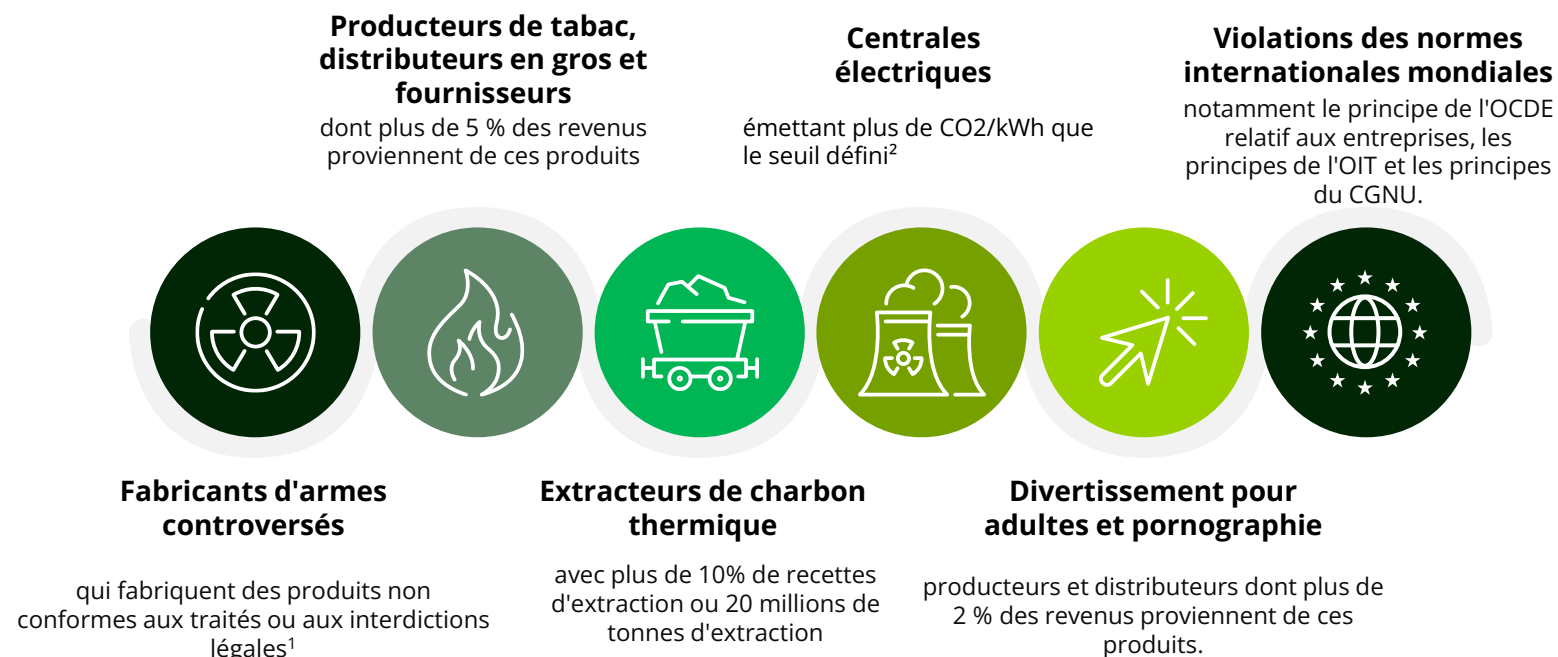 Producteurs de tabac,
distributeurs en gros et
fournisseurs
dont plus de 5 % des revenus
proviennent de ces produits
Centrales
électriques
émettant plus de CO2/kWh que
le seuil défini²
Violations des normes
internationales mondiales
notamment le principe de l'OCDE
relatif aux entreprises, les
principes de l'OIT et les principes
du CGNU.
Fabricants d'armes
controversés
qui fabriquent des produits non
conformes aux traités ou aux interdictions
légales¹
Extracteurs de charbon
thermique
avec plus de 10% de recettes
d'extraction ou 20 millions de
tonnes d'extraction
Divertissement pour
adultes et pornographie
producteurs et distributeurs dont plus de
2 % des revenus proviennent de ces
produits.